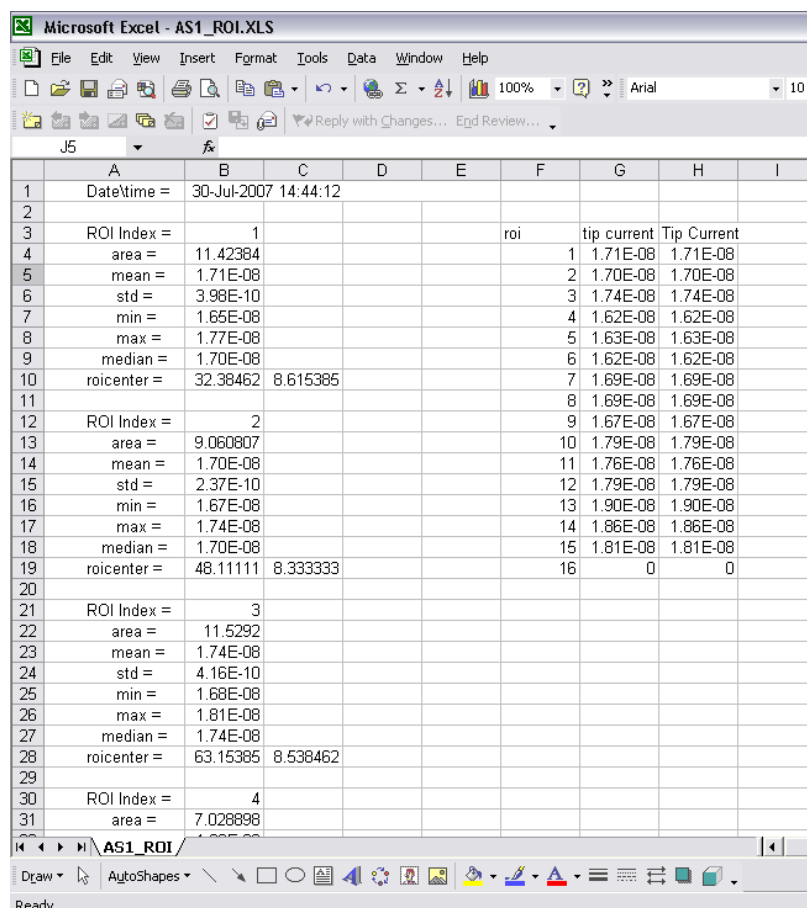 Microsoft Excel - AS1_ROI.XLS
File Edit View Insert Format Tools Data Window Help
100% Arial 10
Reply with Changes... End Review...
J5 fx
A B C D E F G H I
1 Date\time = 30-Jul-2007 14:44:12
2
3 ROI Index = 1 roi tip current Tip Current
4 area = 11.42384 1 1.71E-08 1.71E-08
5 mean = 1.71E-08 2 1.70E-08 1.70E-08
6 std = 3.98E-10 3 1.74E-08 1.74E-08
7 min = 1.65E-08 4 1.62E-08 1.62E-08
8 max = 1.77E-08 5 1.63E-08 1.63E-08
9 median = 1.70E-08 6 1.62E-08 1.62E-08
10 roicenter = 32.38462 8.615385 7 1.69E-08 1.69E-08
11 8 1.69E-08 1.69E-08
12 ROI Index = 2 9 1.67E-08 1.67E-08
13 area = 9.060807 10 1.79E-08 1.79E-08
14 mean = 1.70E-08 11 1.76E-08 1.76E-08
15 std = 2.37E-10 12 1.79E-08 1.79E-08
16 min = 1.67E-08 13 1.90E-08 1.90E-08
17 max = 1.74E-08 14 1.86E-08 1.86E-08
18 median = 1.70E-08 15 1.81E-08 1.81E-08
19 roicenter = 48.11111 8.333333 16 0 0
20
21 ROI Index = 3
22 area = 11.5292
23 mean = 1.74E-08
24 std = 4.16E-10
25 min = 1.68E-08
26 max = 1.81E-08
27 median = 1.74E-08
28 roicenter = 63.15385 8.538462
29
30 ROI Index = 4
31 area = 7.028898
AS1_ROI
Draw AutoShapes
Ready